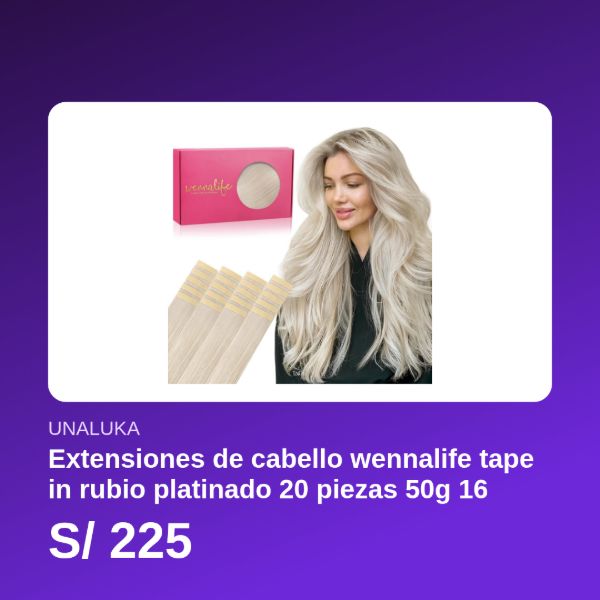 wennalife
UNALUKA
Extensiones de cabello wennalife tape
in rubio platinado 20 piezas 50g 16
S/ 225